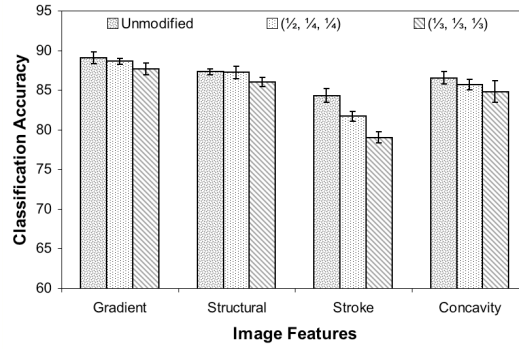 Unmodified (½, ¼, ¼) (⅓, ⅓, ⅓)
95
90
85
80
75
70
65
60
Classification Accuracy
Gradient Structural Stroke Concavity
Image Features